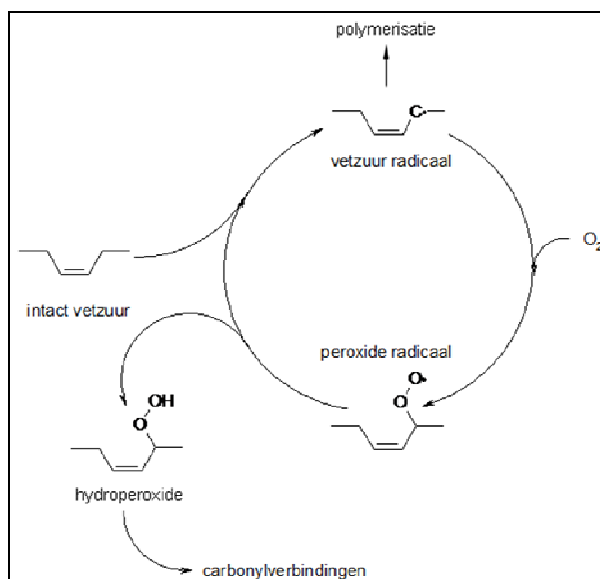 polymerisatie
C•
vetzuur radicaal
O₂
intact vetzuur
peroxide radicaal
O•
O
OH
O
hydroperoxide
carbonylverbindingen